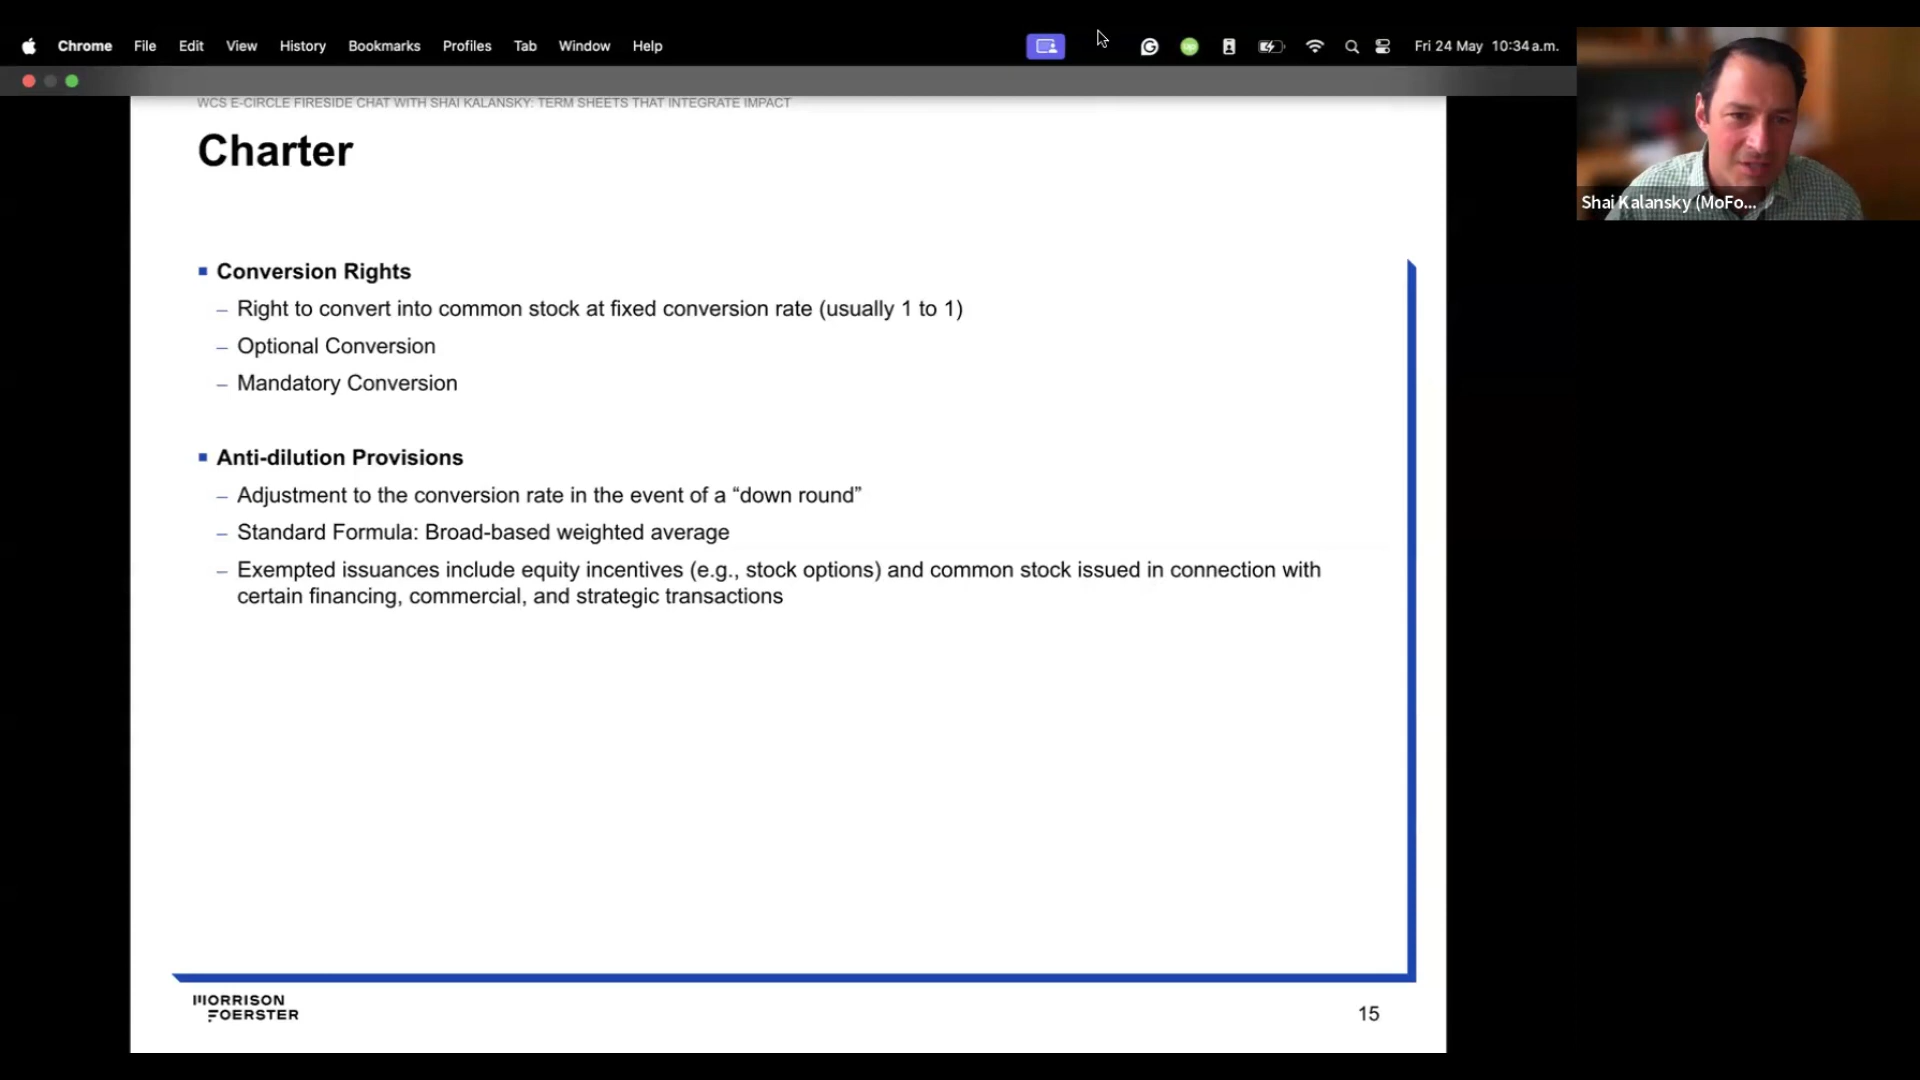 Chrome File Edit View History Bookmarks Profiles Tab Window Help Fri 24 May 10:34 a.m.
WCS E-CIRCLE FIRESIDE CHAT WITH SHAI KALANSKY: TERM SHEETS THAT INTEGRATE IMPACT
Charter
Shai Kalansky (MoFo...
Conversion Rights
– Right to convert into common stock at fixed conversion rate (usually 1 to 1)
– Optional Conversion
– Mandatory Conversion
Anti-dilution Provisions
– Adjustment to the conversion rate in the event of a “down round”
– Standard Formula: Broad-based weighted average
– Exempted issuances include equity incentives (e.g., stock options) and common stock issued in connection with
certain financing, commercial, and strategic transactions
MORRISON
FOERSTER
15